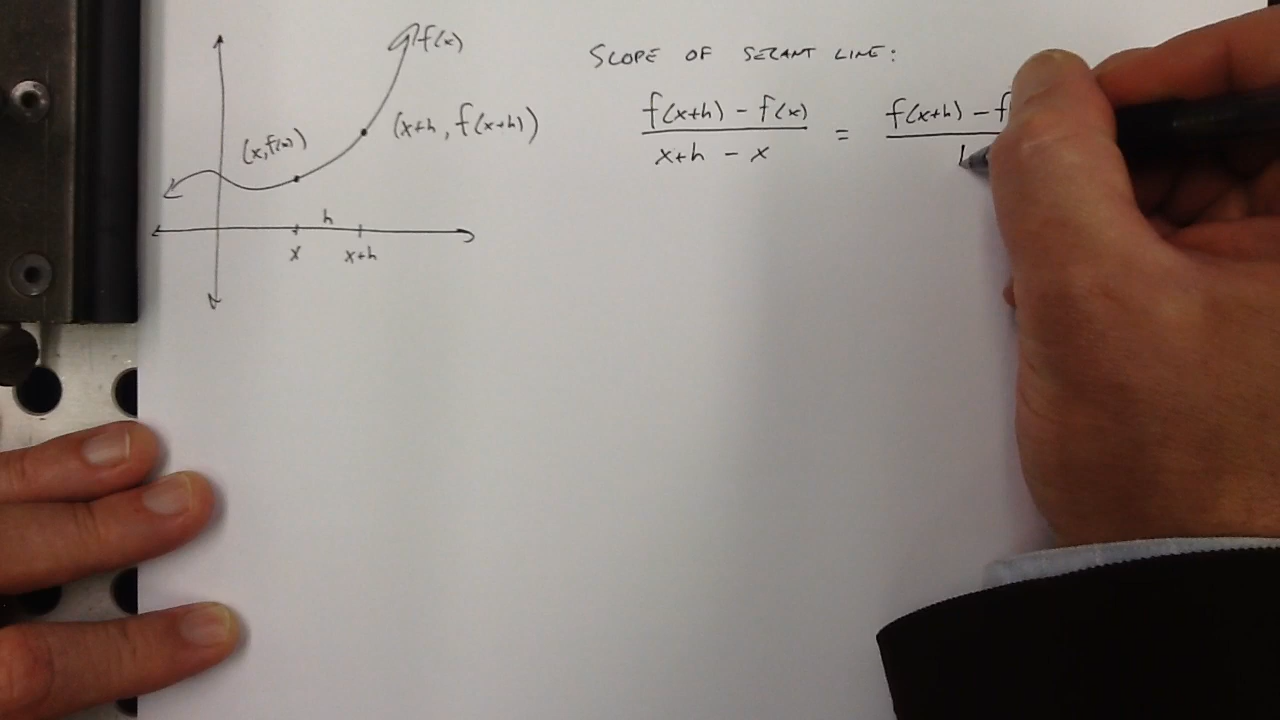 f(x)
(x,f(x))
(x+h, f(x+h))
h
x
x+h
SLOPE OF SECANT LINE:
f(x+h) - f(x) / x+h - x = f(x+h) - f